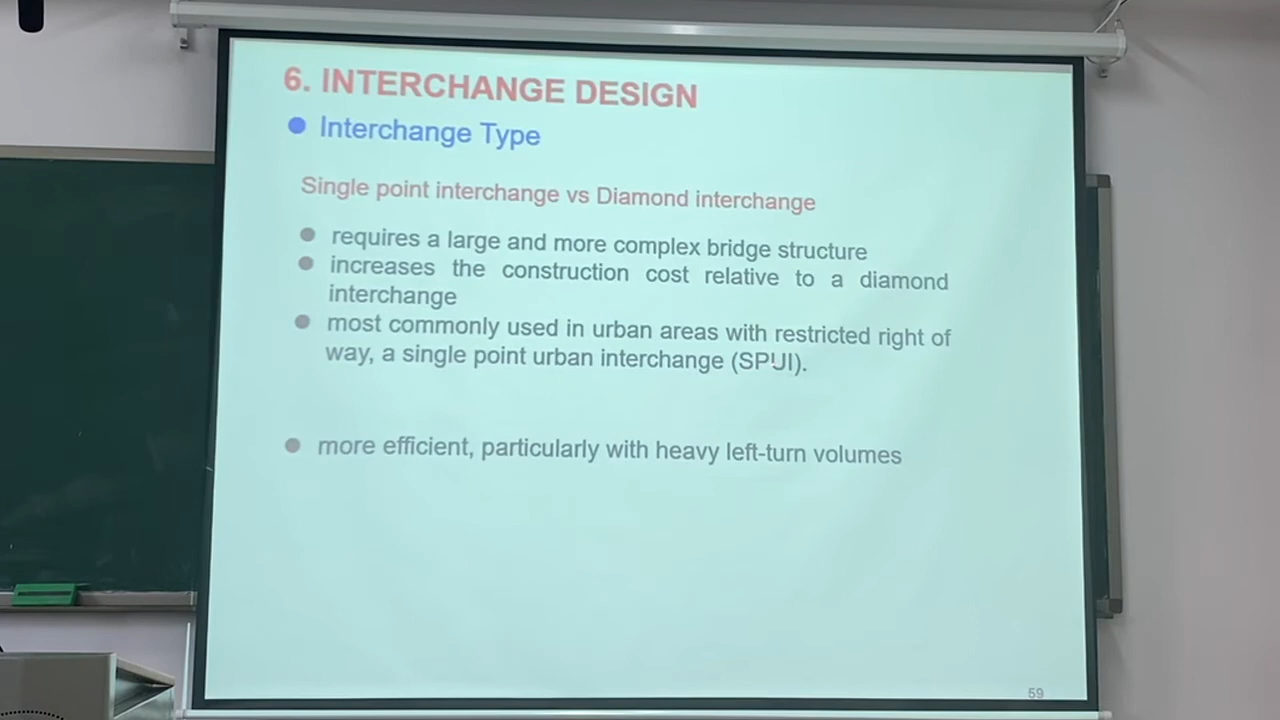 6. INTERCHANGE DESIGN
● Interchange Type
Single point interchange vs Diamond interchange
● requires a large and more complex bridge structure
● increases the construction cost relative to a diamond
interchange
● most commonly used in urban areas with restricted right of
way, a single point urban interchange (SPUI).
● more efficient, particularly with heavy left-turn volumes
59